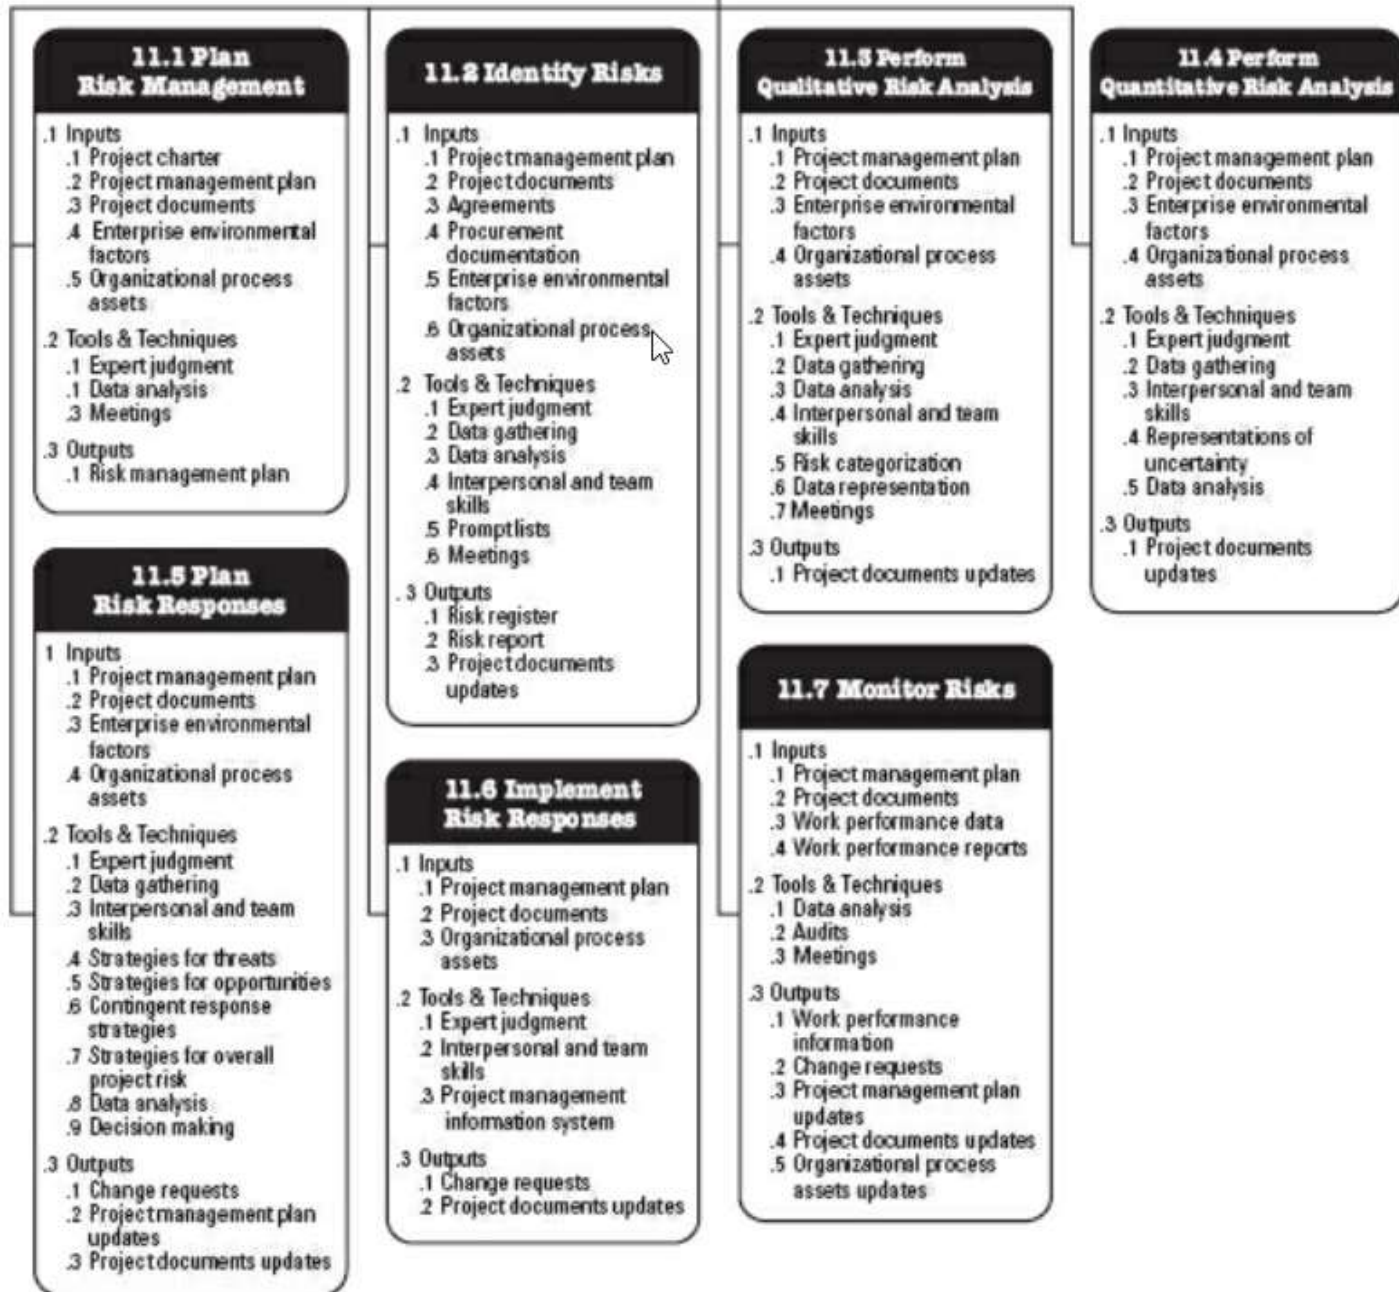 11.1 Plan
Risk Management
.1 Inputs
.1 Project charter
.2 Project management plan
.3 Project documents
.4 Enterprise environmental
factors
.5 Organizational process
assets
.2 Tools & Techniques
.1 Expert judgment
.1 Data analysis
.3 Meetings
.3 Outputs
.1 Risk management plan
11.2 Identify Risks
.1 Inputs
.1 Project management plan
.2 Project documents
.3 Agreements
.4 Procurement
documentation
.5 Enterprise environmental
factors
.6 Organizational process
assets
.2 Tools & Techniques
.1 Expert judgment
.2 Data gathering
.3 Data analysis
.4 Interpersonal and team
skills
.5 Prompt lists
.6 Meetings
.3 Outputs
.1 Risk register
.2 Risk report
.3 Project documents
updates
11.3 Perform
Qualitative Risk Analysis
.1 Inputs
.1 Project management plan
.2 Project documents
.3 Enterprise environmental
factors
.4 Organizational process
assets
.2 Tools & Techniques
.1 Expert judgment
.2 Data gathering
.3 Data analysis
.4 Interpersonal and team
skills
.5 Risk categorization
.6 Data representation
.7 Meetings
.3 Outputs
.1 Project documents updates
11.4 Perform
Quantitative Risk Analysis
.1 Inputs
.1 Project management plan
.2 Project documents
.3 Enterprise environmental
factors
.4 Organizational process
assets
.2 Tools & Techniques
.1 Expert judgment
.2 Data gathering
.3 Interpersonal and team
skills
.4 Representations of
uncertainty
.5 Data analysis
.3 Outputs
.1 Project documents
updates
11.5 Plan
Risk Responses
1 Inputs
.1 Project management plan
.2 Project documents
.3 Enterprise environmental
factors
.4 Organizational process
assets
.2 Tools & Techniques
.1 Expert judgment
.2 Data gathering
.3 Interpersonal and team
skills
.4 Strategies for threats
.5 Strategies for opportunities
.6 Contingent response
strategies
.7 Strategies for overall
project risk
.8 Data analysis
.9 Decision making
.3 Outputs
.1 Change requests
.2 Project management plan
updates
.3 Project documents updates
11.6 Implement
Risk Responses
.1 Inputs
.1 Project management plan
.2 Project documents
.3 Organizational process
assets
.2 Tools & Techniques
.1 Expert judgment
.2 Interpersonal and team
skills
.3 Project management
information system
.3 Outputs
.1 Change requests
.2 Project documents updates
11.7 Monitor Risks
.1 Inputs
.1 Project management plan
.2 Project documents
.3 Work performance data
.4 Work performance reports
.2 Tools & Techniques
.1 Data analysis
.2 Audits
.3 Meetings
.3 Outputs
.1 Work performance
information
.2 Change requests
.3 Project management plan
updates
.4 Project documents updates
.5 Organizational process
assets updates